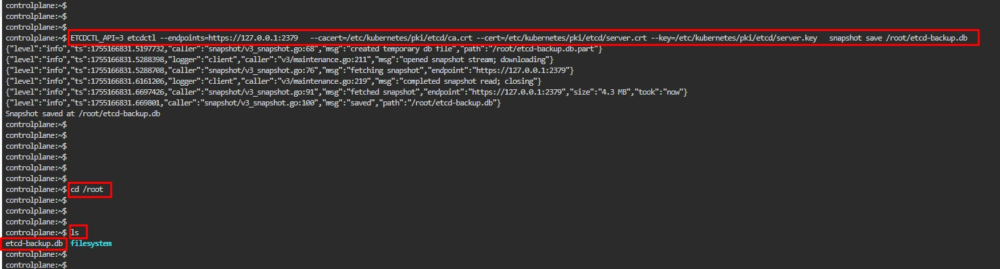 controlplane:~$
controlplane:~$
controlplane:~$
controlplane:~$ ETCDCTL_API=3 etcdctl --endpoints=https://127.0.0.1:2379   --cacert=/etc/kubernetes/pki/etcd/ca.crt --cert=/etc/kubernetes/pki/etcd/server.crt --key=/etc/kubernetes/pki/etcd/server.key   snapshot save /root/etcd-backup.db
{"level":"info","ts":1755166831.5197732,"caller":"snapshot/v3_snapshot.go:68","msg":"created temporary db file","path":"/root/etcd-backup.db.part"}
{"level":"info","ts":1755166831.5288398,"logger":"client","caller":"v3/maintenance.go:211","msg":"opened snapshot stream; downloading"}
{"level":"info","ts":1755166831.5288708,"caller":"snapshot/v3_snapshot.go:76","msg":"fetching snapshot","endpoint":"https://127.0.0.1:2379"}
{"level":"info","ts":1755166831.6161206,"logger":"client","caller":"v3/maintenance.go:219","msg":"completed snapshot read; closing"}
{"level":"info","ts":1755166831.6697426,"caller":"snapshot/v3_snapshot.go:91","msg":"fetched snapshot","endpoint":"https://127.0.0.1:2379","size":"4.3 MB","took":"now"}
{"level":"info","ts":1755166831.669801,"caller":"snapshot/v3_snapshot.go:100","msg":"saved","path":"/root/etcd-backup.db"}
Snapshot saved at /root/etcd-backup.db
controlplane:~$
controlplane:~$
controlplane:~$
controlplane:~$
controlplane:~$
controlplane:~$
controlplane:~$ cd /root
controlplane:~$
controlplane:~$
controlplane:~$
controlplane:~$ ls
etcd-backup.db filesystem
controlplane:~$
controlplane:~$